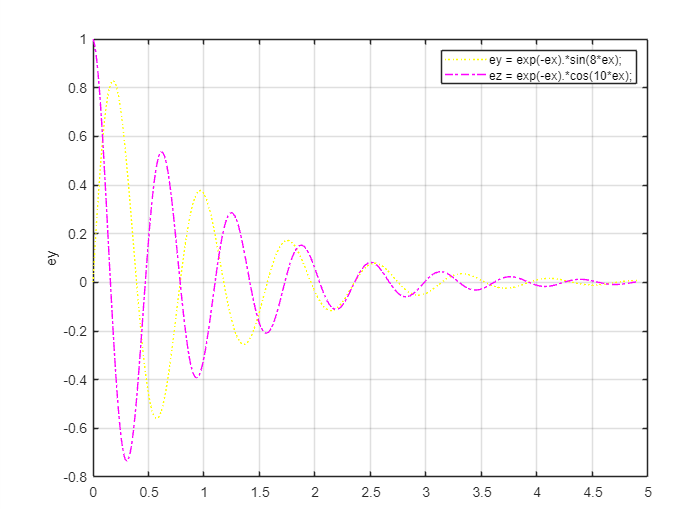 1
0.8
0.6
0.4
0.2
0
-0.2
-0.4
-0.6
-0.8
ey
ey = exp(-ex).*sin(8*ex);
ez = exp(-ex).*cos(10*ex);
0 0.5 1 1.5 2 2.5 3 3.5 4 4.5 5